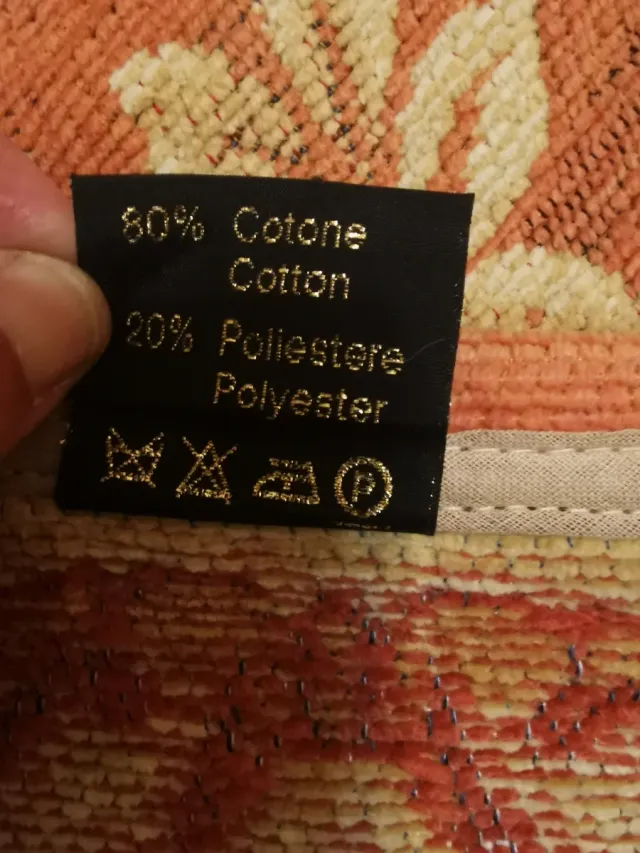 80% Cotone
Cotton
20% Poliestere
Polyester
P